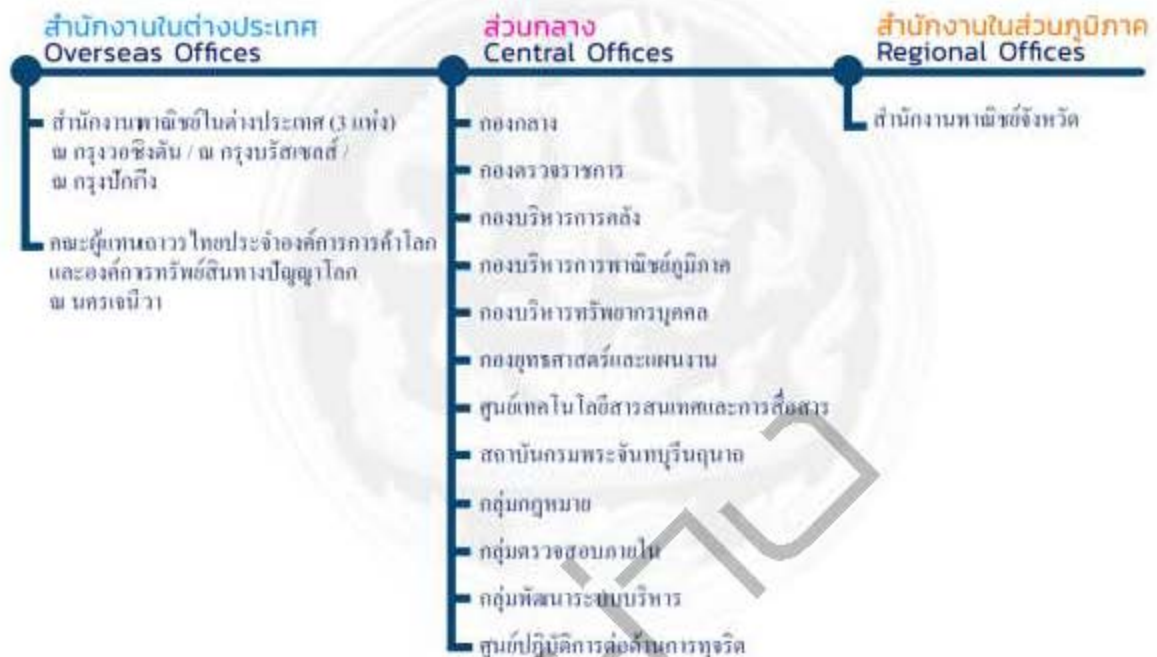 สำนักงานในต่างประเทศ
Overseas Offices
สำนักงานพาณิชย์ในต่างประเทศ (3 แห่ง)
ณ กรุงวอชิงตัน / ณ กรุงบรัสเซลส์ /
ณ กรุงปักกิ่ง
คณะผู้แทนถาวรไทยประจำองค์การการค้าโลก
และองค์การทรัพย์สินทางปัญญาโลก
ณ นครเจนีวา
ส่วนกลาง
Central Offices
กองกลาง
กองตรวจราชการ
กองบริหารการคลัง
กองบริหารการพาณิชย์ภูมิภาค
กองบริหารทรัพยากรบุคคล
กองยุทธศาสตร์และแผนงาน
ศูนย์เทคโนโลยีสารสนเทศและการสื่อสาร
สถาบันกรมพระจันทบุรีนฤนาถ
กลุ่มกฎหมาย
กลุ่มตรวจสอบภายใน
กลุ่มพัฒนาระบบบริหาร
ศูนย์ปฏิบัติการต่อต้านการทุจริต
สำนักงานในส่วนภูมิภาค
Regional Offices
สำนักงานพาณิชย์จังหวัด